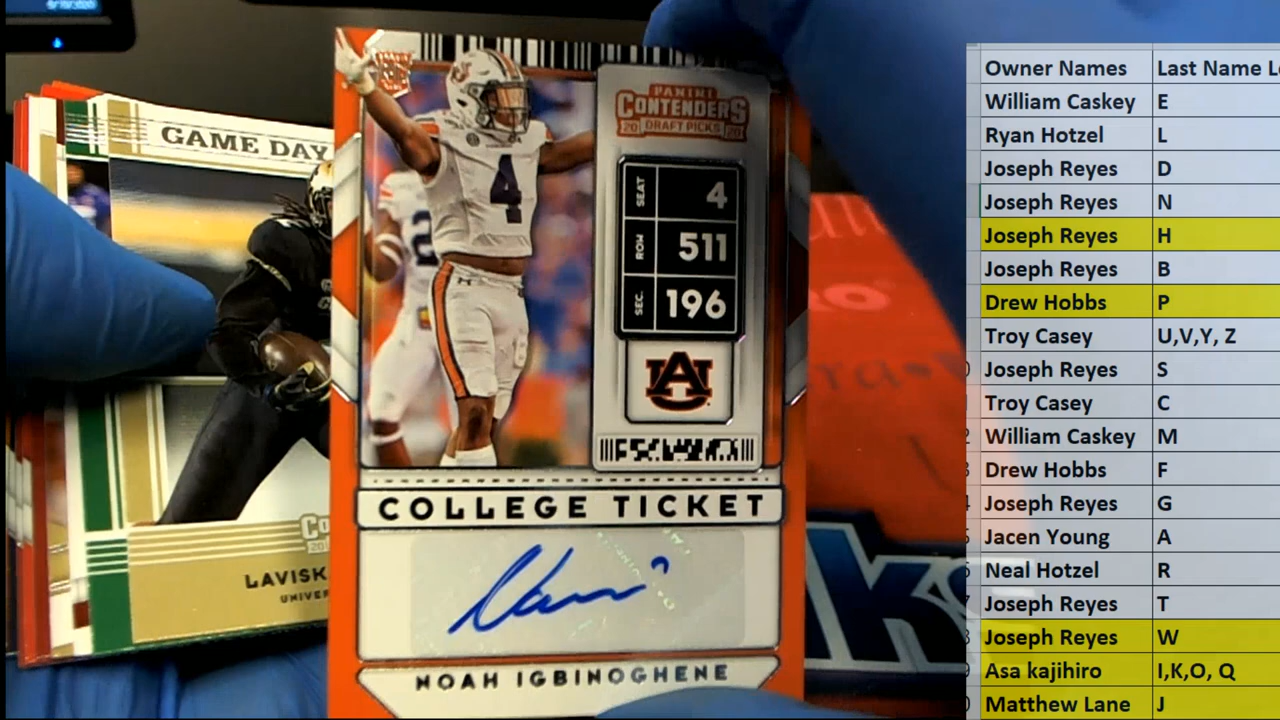 GAME DAY
LAVISK
UNIVER
4
PANINI
CONTENDERS
20 DRAFT PICKS 20
SEAT 4
ROW 511
SEC. 196
AU
COLLEGE TICKET
NOAH IGBINOGHENE
Owner Names Last Name L
William Caskey E
Ryan Hotzel L
Joseph Reyes D
Joseph Reyes N
Joseph Reyes H
Joseph Reyes B
Drew Hobbs P
Troy Casey U,V,Y, Z
Joseph Reyes S
Troy Casey C
William Caskey M
Drew Hobbs F
Joseph Reyes G
Jacen Young A
Neal Hotzel R
Joseph Reyes T
Joseph Reyes W
Asa kajihiro I,K,O, Q
Matthew Lane J